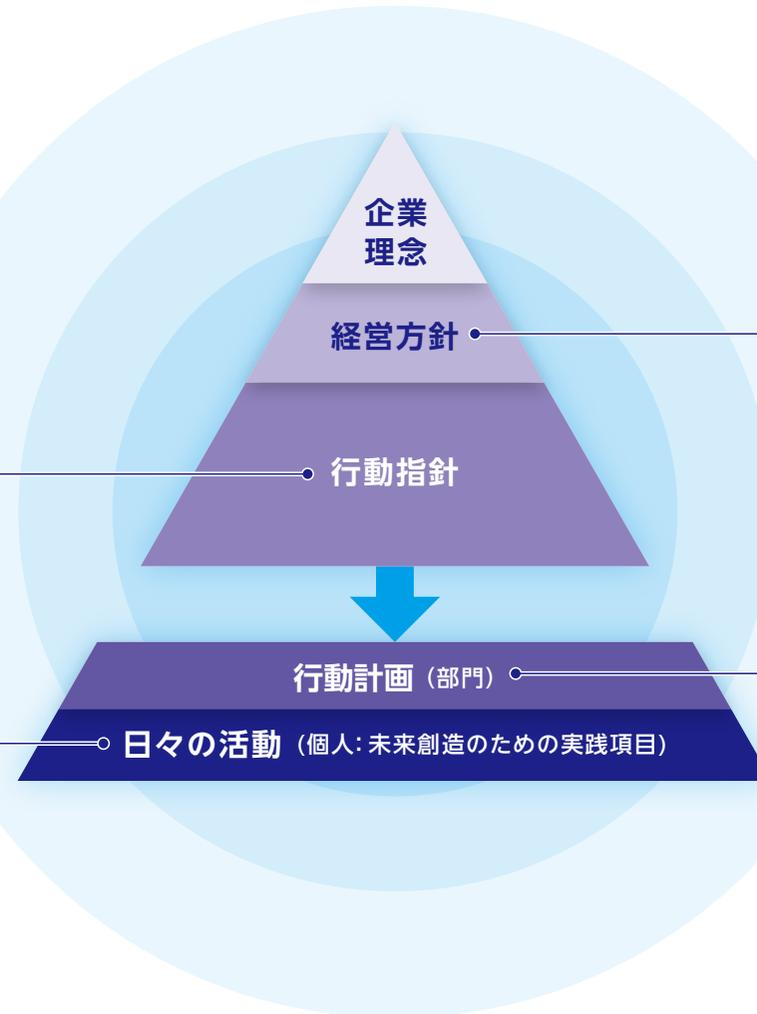 企業
理念
経営方針
行動指針
行動計画（部門）
日々の活動（個人：未来創造のための実践項目）